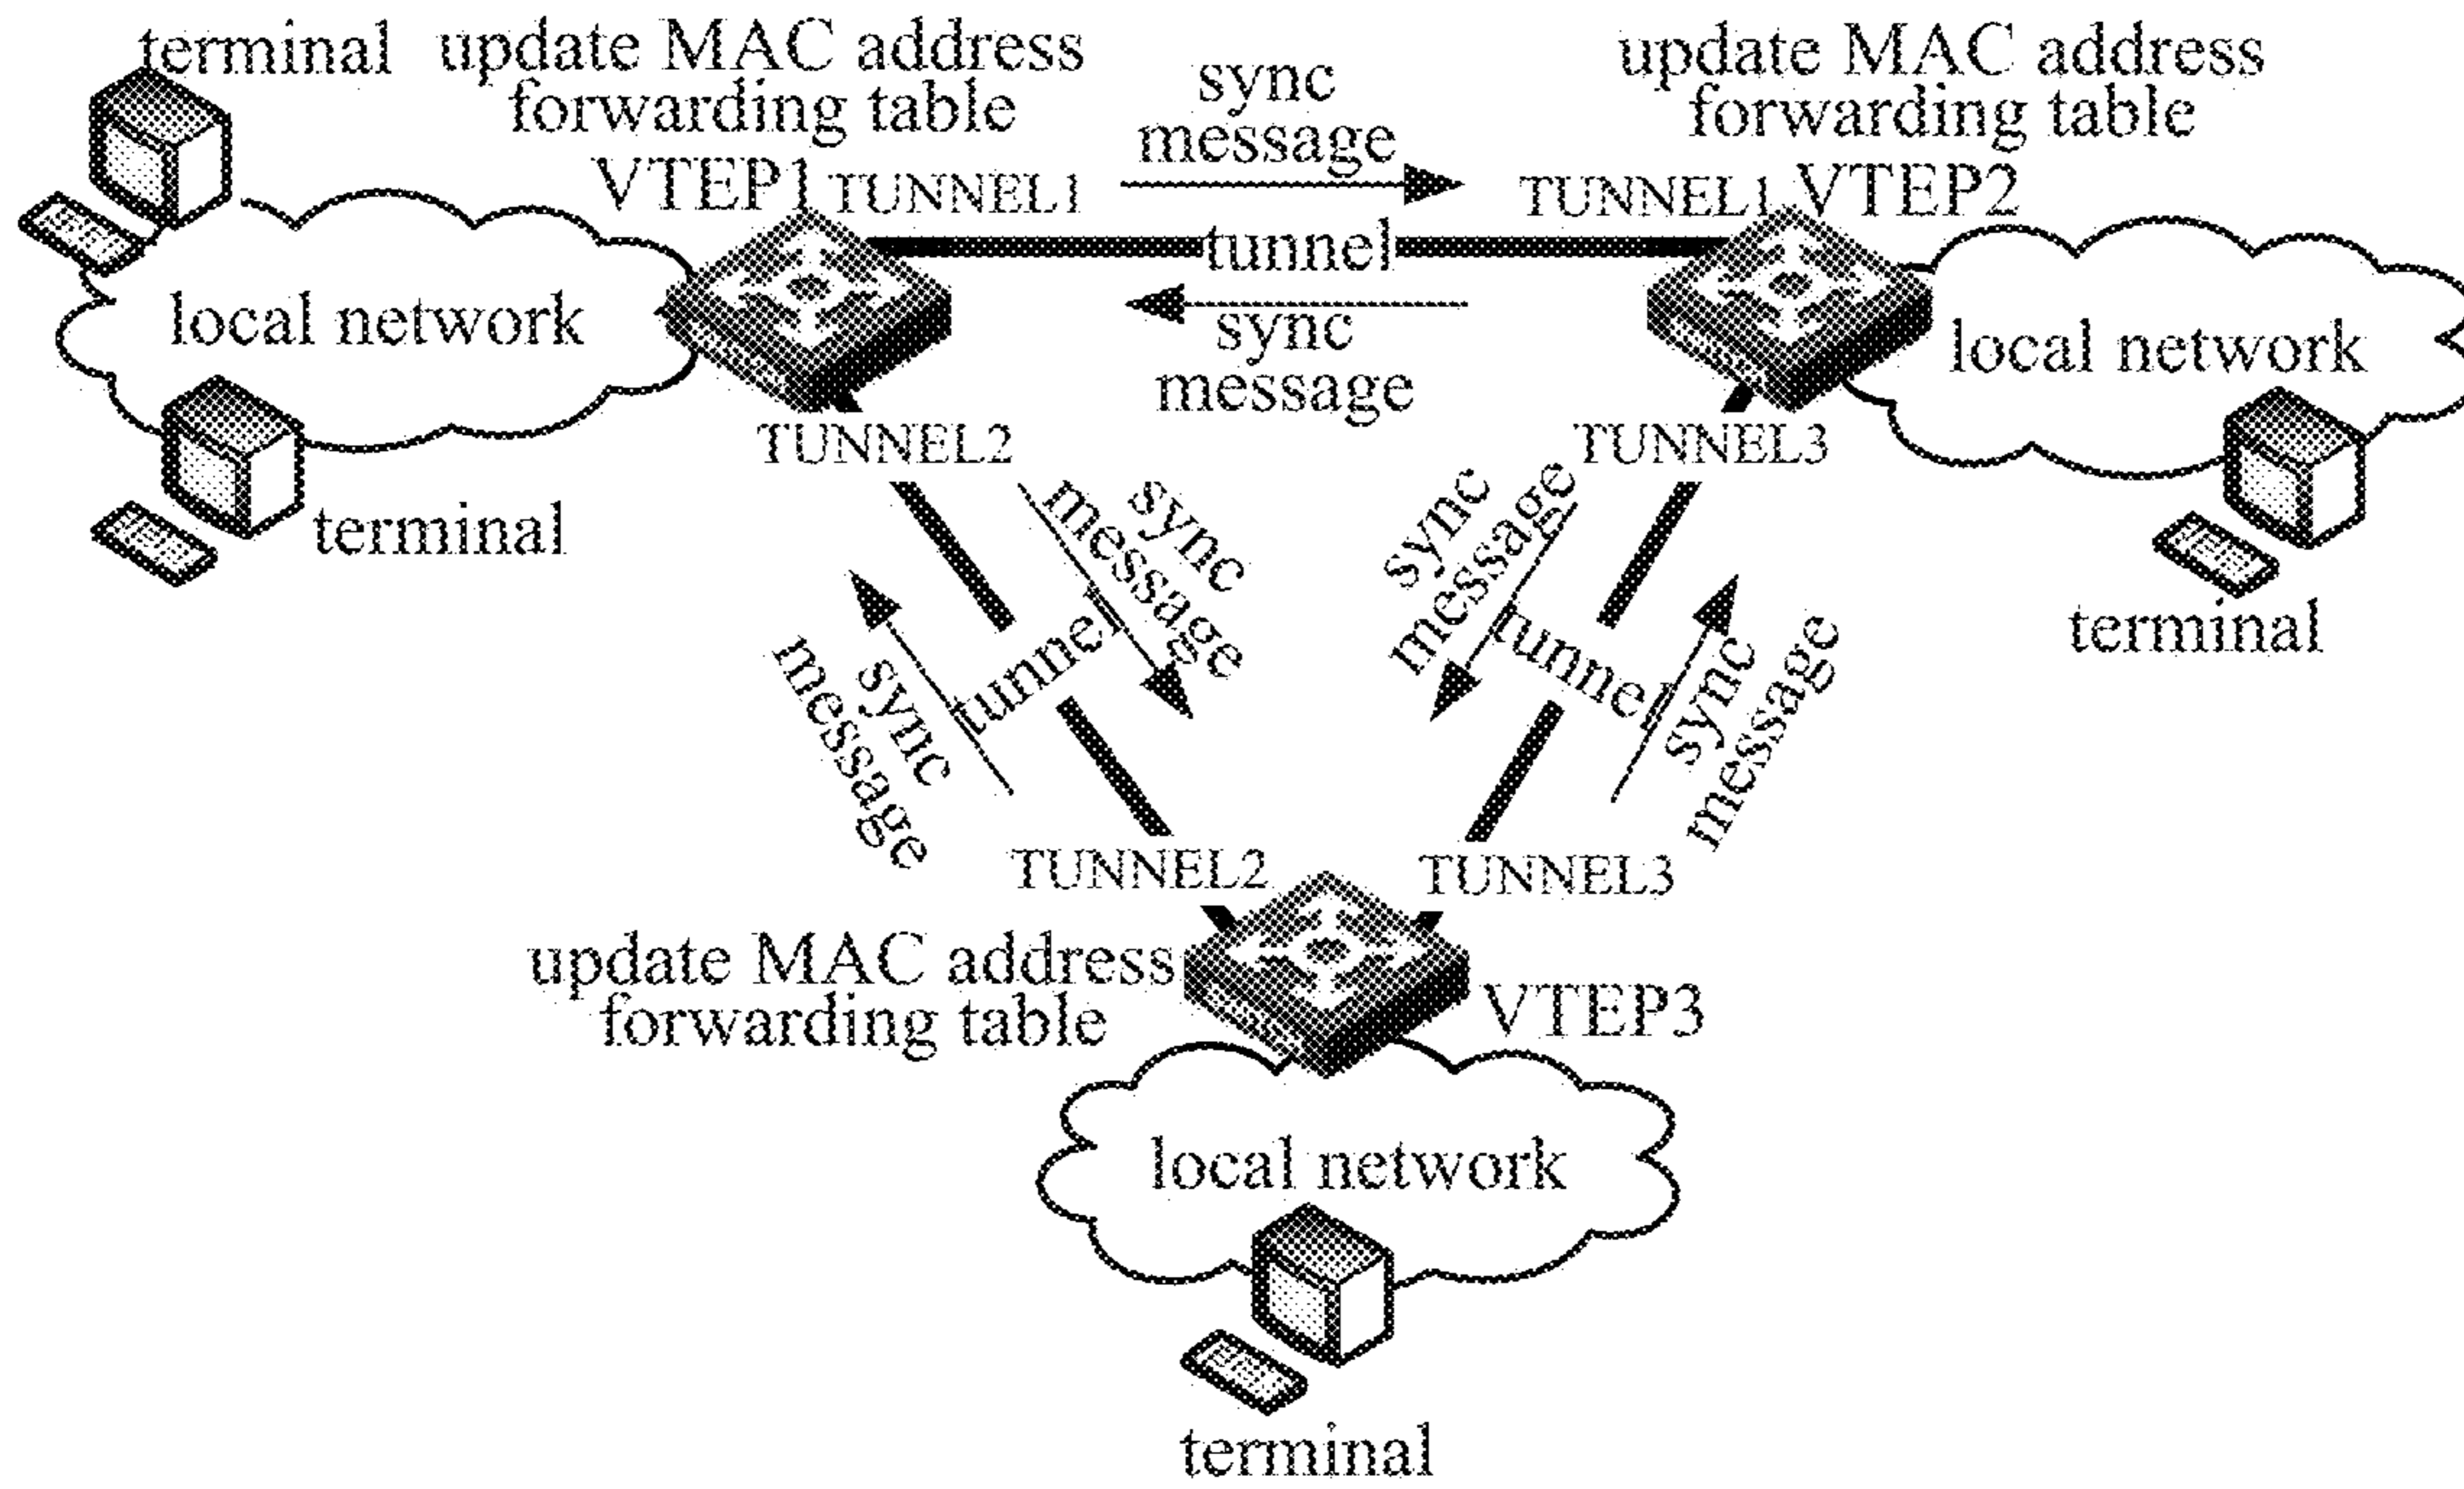 terminal
update MAC address
forwarding table
VTEP1
TUNNEL1
sync
message
update MAC address
forwarding table
TUNNEL1
VTEP2
tunnel
local network
sync
message
local network
TUNNEL2
TUNNEL3
terminal
sync
message
sync
message
terminal
tunnel
tunnel
sync
message
sync
message
TUNNEL2
TUNNEL3
update MAC address
forwarding table
VTEP3
local network
terminal